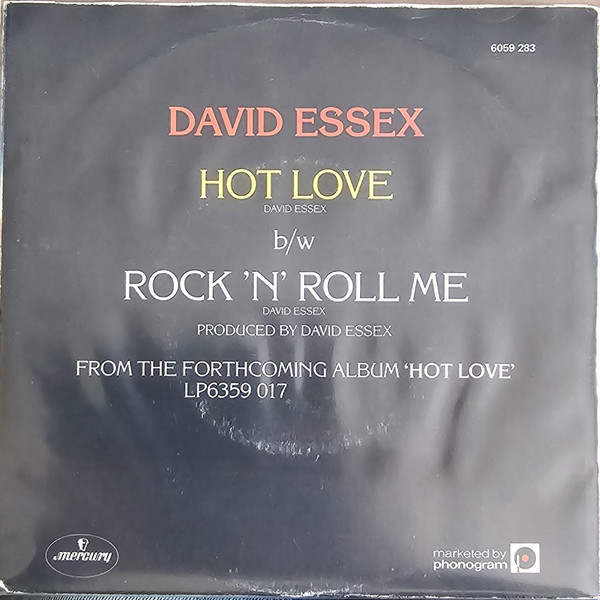 6059 283
DAVID ESSEX
HOT LOVE
DAVID ESSEX
b/w
ROCK 'N' ROLL ME
DAVID ESSEX
PRODUCED BY DAVID ESSEX
FROM THE FORTHCOMING ALBUM 'HOT LOVE'
LP6359 017
mercury
marketed by
phonogram